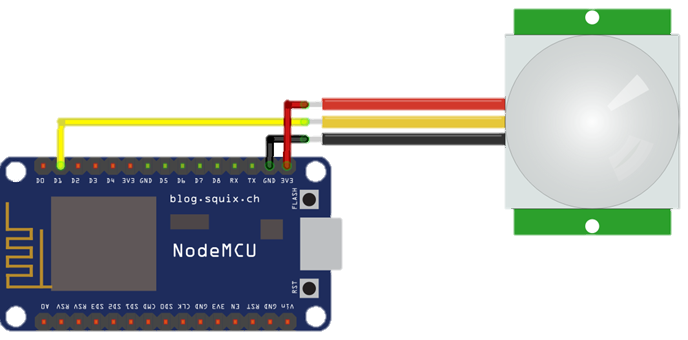 D0 D1 D2 D3 D4 3V3 GND D5 D6 D7 D8 RX TX GND 3V3
blog.squix.ch
FLASH
NodeMCU
RST
A0 RSV RSV SD3 SD2 SD1 CMD SD0 CLK GND 3V3 EN RST GND Vin